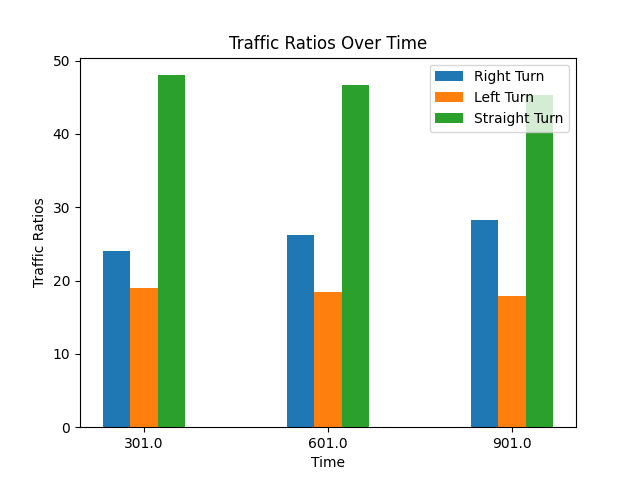 Traffic Ratios Over Time
Right Turn
Left Turn
Straight Turn
Traffic Ratios
50
40
30
20
10
0
301.0
601.0
901.0
Time